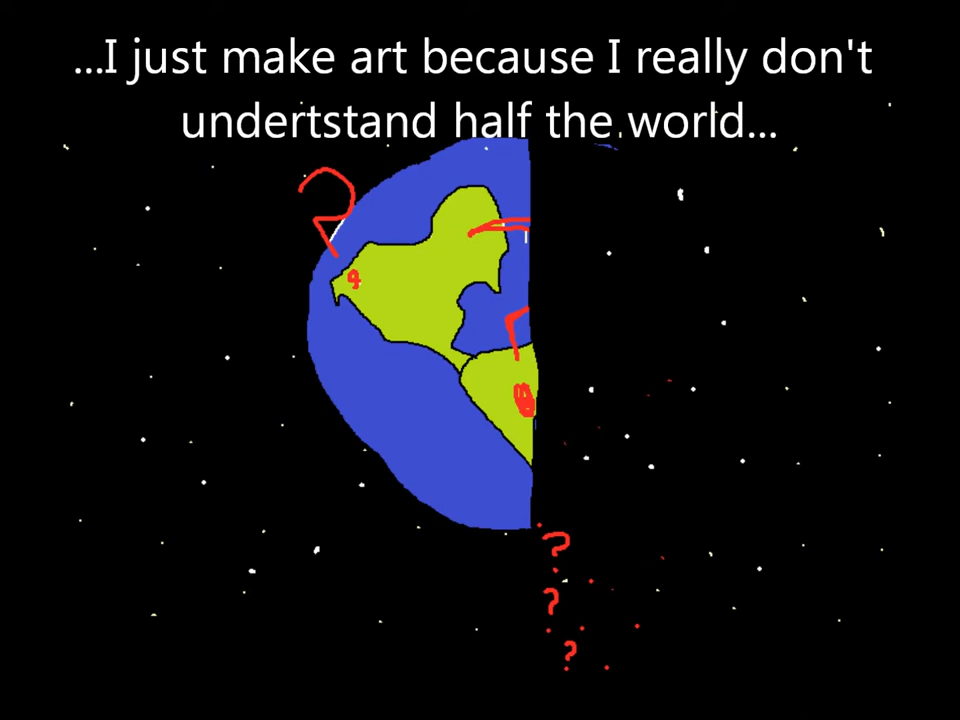 ...I just make art because I really don't
undertstand half the world...
?
?
?
?